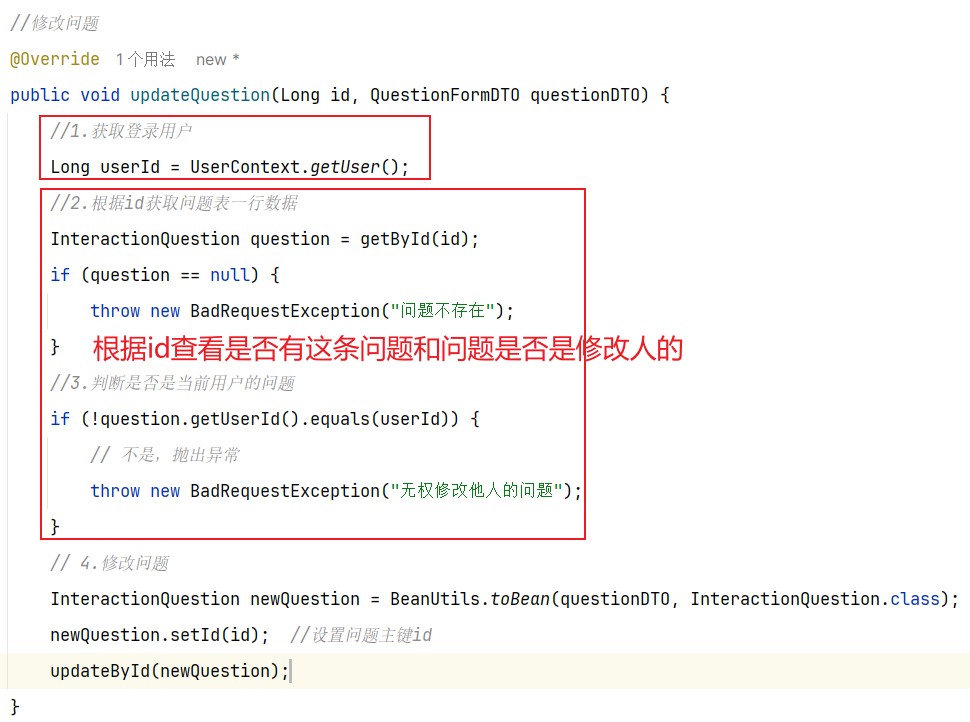 //修改问题
@Override 1个用法 new *
public void updateQuestion(Long id, QuestionFormDTO questionDTO) {
//1.获取登录用户
Long userId = UserContext.getUser();
//2.根据id获取问题表一行数据
InteractionQuestion question = getById(id);
if (question == null) {
throw new BadRequestException("问题不存在");
}
根据id查看是否有这条问题和问题是否是修改人的
//3.判断是否是当前用户的问题
if (!question.getUserId().equals(userId)) {
// 不是，抛出异常
throw new BadRequestException("无权修改他人的问题");
}
// 4.修改问题
InteractionQuestion newQuestion = BeanUtils.toBean(questionDTO, InteractionQuestion.class);
newQuestion.setId(id); //设置问题主键id
updateById(newQuestion);
}